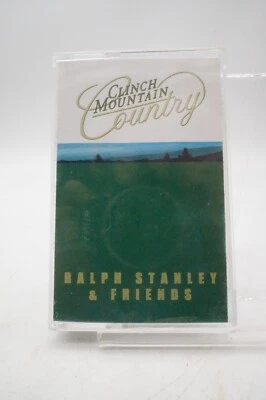 CLINCH
MOUNTAIN
Country
RALPH STANLEY
& FRIENDS